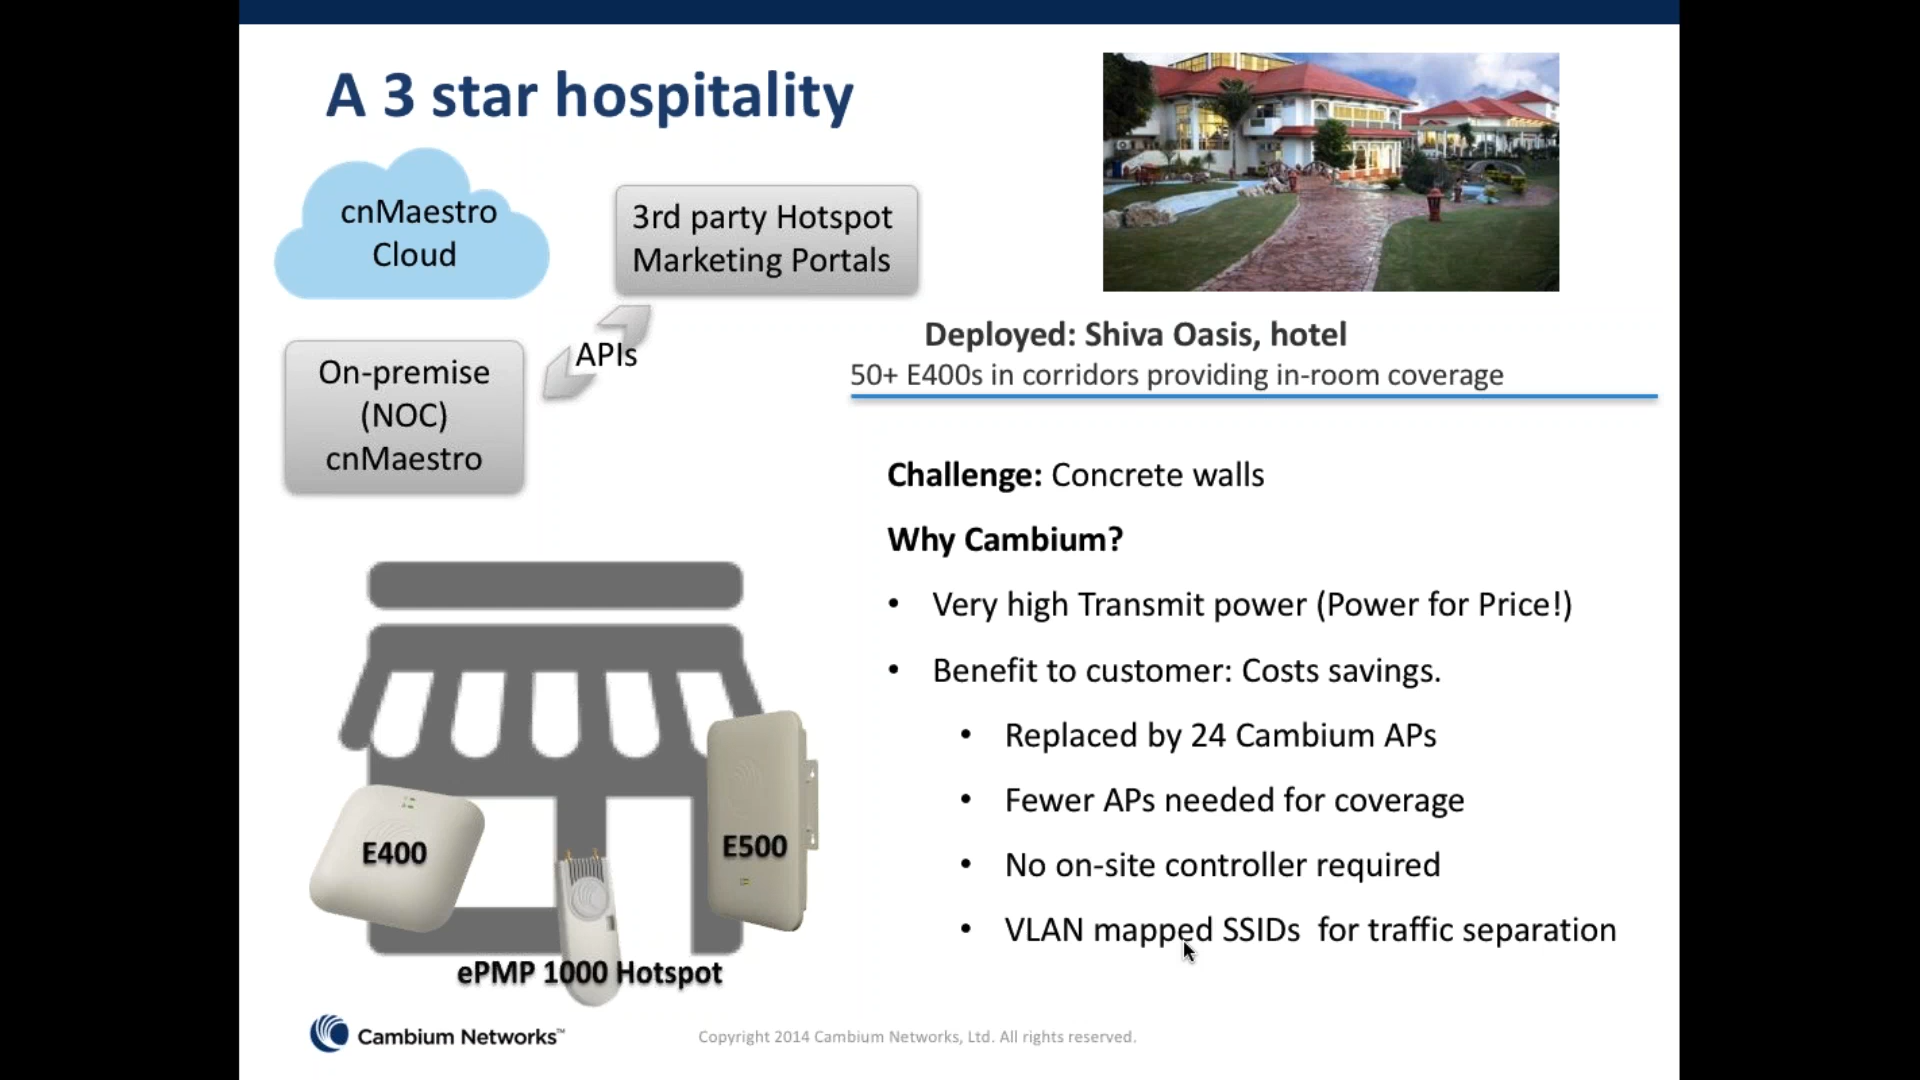 A 3 star hospitality
cnMaestro
Cloud
3rd party Hotspot
Marketing Portals
APIs
On-premise
(NOC)
cnMaestro
Deployed: Shiva Oasis, hotel
50+ E400s in corridors providing in-room coverage
Challenge: Concrete walls
Why Cambium?
• Very high Transmit power (Power for Price!)
• Benefit to customer: Costs savings.
• Replaced by 24 Cambium APs
• Fewer APs needed for coverage
• No on-site controller required
• VLAN mapped SSIDs  for traffic separation
E400
E500
ePMP 1000 Hotspot
Cambium Networks™
Copyright 2014 Cambium Networks, Ltd. All rights reserved.